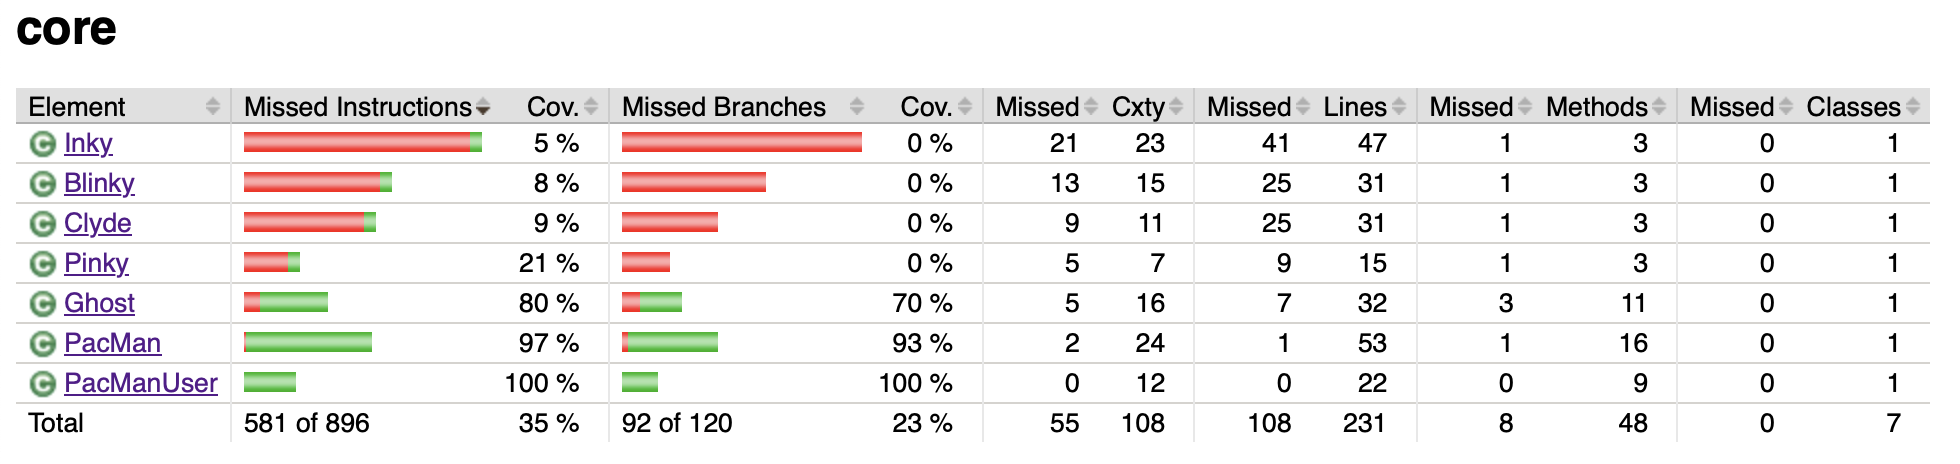 core
Element Missed Instructions Cov. Missed Branches Cov. Missed Cxty Missed Lines Missed Methods Missed Classes
C Inky 5 % 0 % 21 23 41 47 1 3 0 1
C Blinky 8 % 0 % 13 15 25 31 1 3 0 1
C Clyde 9 % 0 % 9 11 25 31 1 3 0 1
C Pinky 21 % 0 % 5 7 9 15 1 3 0 1
C Ghost 80 % 70 % 5 16 7 32 3 11 0 1
C PacMan 97 % 93 % 2 24 1 53 1 16 0 1
C PacManUser 100 % 100 % 0 12 0 22 0 9 0 1
Total 581 of 896 35 % 92 of 120 23 % 55 108 108 231 8 48 0 7